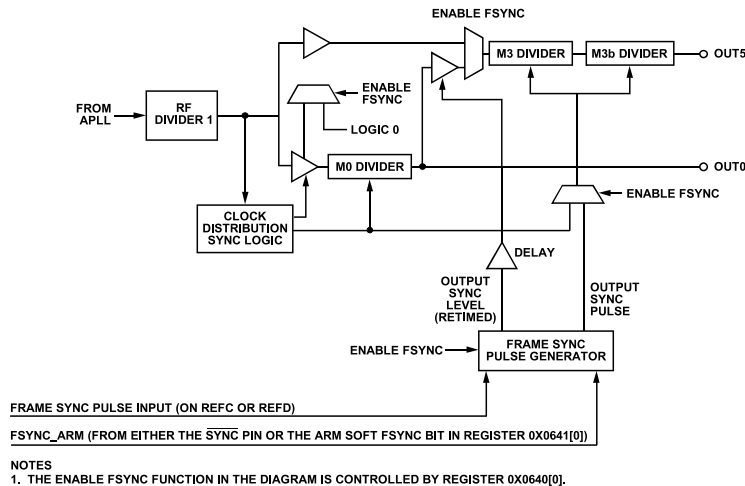 ENABLE FSYNC
M3 DIVIDER
M3b DIVIDER
OUT5
FROM
APLL
RF
DIVIDER 1
ENABLE
FSYNC
LOGIC 0
M0 DIVIDER
OUT0
CLOCK
DISTRIBUTION
SYNC LOGIC
ENABLE FSYNC
DELAY
OUTPUT
SYNC
LEVEL
(RETIMED)
OUTPUT
SYNC
PULSE
ENABLE FSYNC
FRAME SYNC
PULSE GENERATOR
FRAME SYNC PULSE INPUT (ON REFC OR REFD)
FSYNC_ARM (FROM EITHER THE SYNC PIN OR THE ARM SOFT FSYNC BIT IN REGISTER 0X0641[0])
NOTES
1. THE ENABLE FSYNC FUNCTION IN THE DIAGRAM IS CONTROLLED BY REGISTER 0X0640[0].